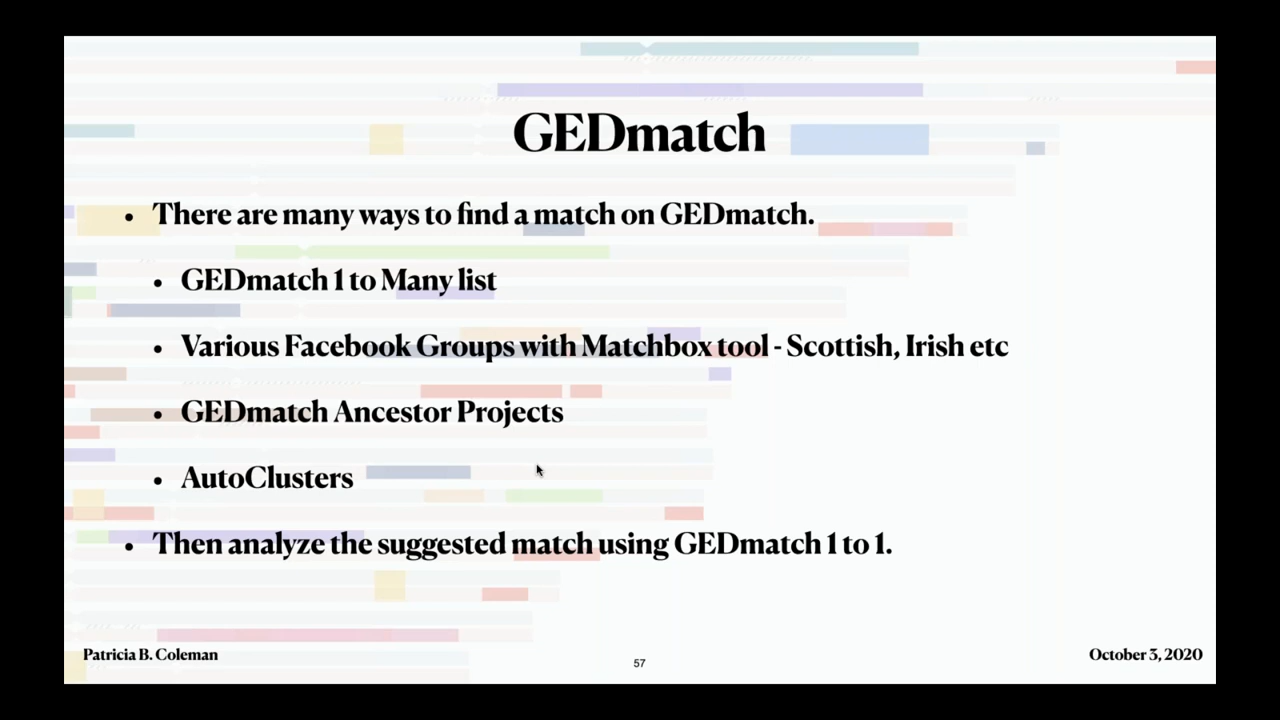 GEDmatch
• There are many ways to find a match on GEDmatch.
• GEDmatch 1 to Many list
• Various Facebook Groups with Matchbox tool - Scottish, Irish etc
• GEDmatch Ancestor Projects
• AutoClusters
• Then analyze the suggested match using GEDmatch 1 to 1.
Patricia B. Coleman
57
October 3, 2020